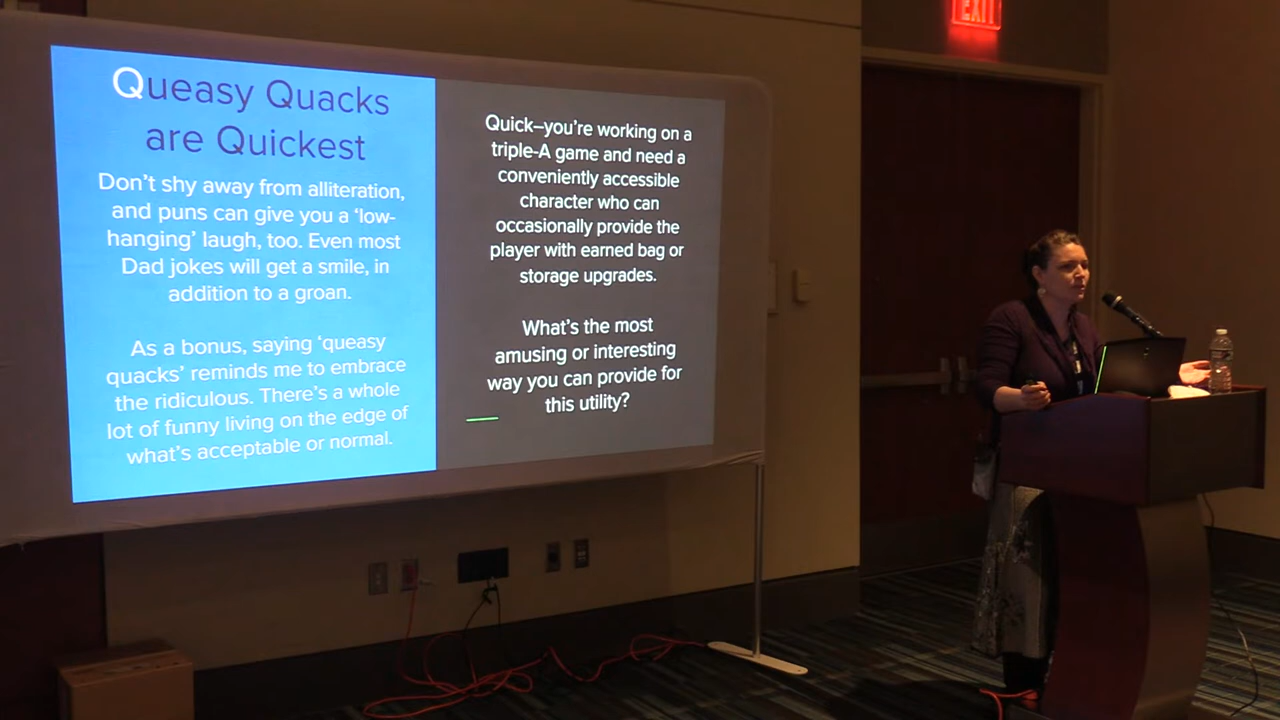 Queasy Quacks
are Quickest
Don't shy away from alliteration,
and puns can give you a 'low-
hanging' laugh, too. Even most
Dad jokes will get a smile, in
addition to a groan.
As a bonus, saying 'queasy
quacks' reminds me to embrace
the ridiculous. There's a whole
lot of funny living on the edge of
what's acceptable or normal.
Quick–you're working on a
triple-A game and need a
conveniently accessible
character who can
occasionally provide the
player with earned bag or
storage upgrades.
What's the most
amusing or interesting
way you can provide for
this utility?
EXIT